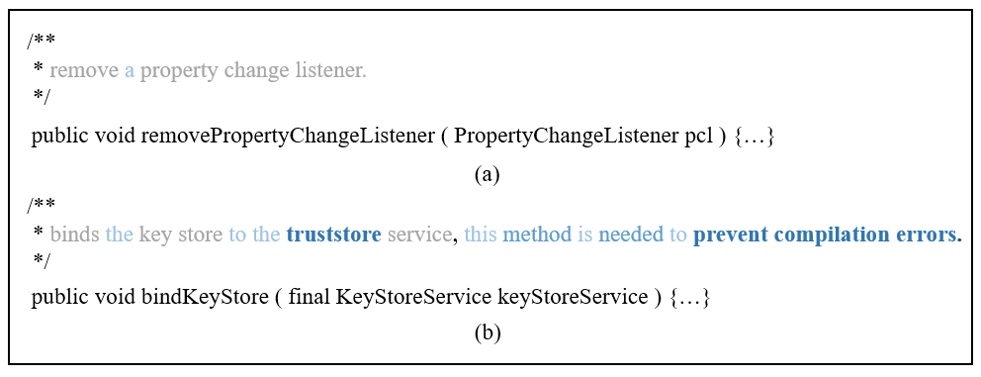 /**
* remove a property change listener.
*/
public void removePropertyChangeListener ( PropertyChangeListener pcl ) {…}
(a)
/**
* binds the key store to the truststore service, this method is needed to prevent compilation errors.
*/
public void bindKeyStore ( final KeyStoreService keyStoreService ) {…}
(b)